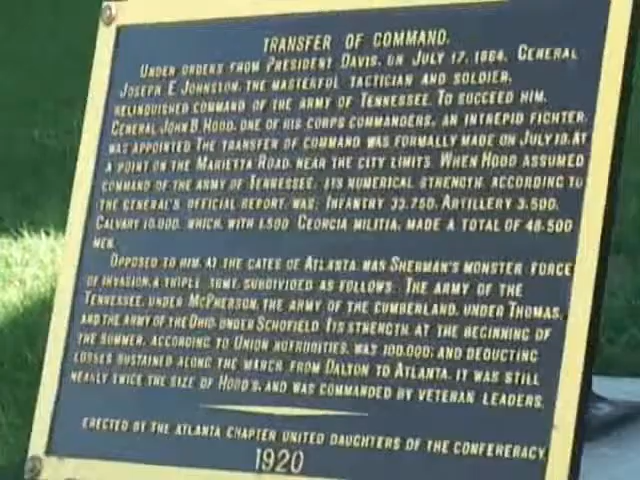 TRANSFER OF COMMAND.
UNDER ORDERS FROM PRESIDENT DAVIS, ON JULY 17, 1864, GENERAL
JOSEPH E. JOHNSTON, THE MASTERFUL TACTICIAN AND SOLDIER,
RELINQUISHED COMMAND OF THE ARMY OF TENNESSEE. TO SUCCEED HIM,
GENERAL JOHN B. HOOD, ONE OF HIS CORPS COMMANDERS, AN INTREPID FIGHTER,
WAS APPOINTED. THE TRANSFER OF COMMAND WAS FORMALLY MADE ON JULY 18, AT
A POINT ON THE MARIETTA ROAD, NEAR THE CITY LIMITS. WHEN HOOD ASSUMED
COMMAND OF THE ARMY OF TENNESSEE, ITS NUMERICAL STRENGTH, ACCORDING TO
THE GENERAL'S OFFICIAL REPORT, WAS: INFANTRY 33,750, ARTILLERY 3,500,
CALVARY 10,000, WHICH, WITH 1,500 GEORGIA MILITIA, MADE A TOTAL OF 48,500
MEN.
OPPOSED TO HIM, AT THE GATES OF ATLANTA, WAS SHERMAN'S MONSTER FORCE
OF INVASION, A TRIPLE ARMY, SUBDIVIDED AS FOLLOWS: THE ARMY OF THE
TENNESSEE, UNDER MCPHERSON, THE ARMY OF THE CUMBERLAND, UNDER THOMAS,
AND THE ARMY OF THE OHIO, UNDER SCHOFIELD. ITS STRENGTH AT THE BEGINNING OF
THE SUMMER, ACCORDING TO UNION AUTHORITIES, WAS 100,000; AND DEDUCTING
LOSSES SUSTAINED ALONG THE MARCH FROM DALTON TO ATLANTA, IT WAS STILL
NEARLY TWICE THE SIZE OF HOOD'S, AND WAS COMMANDED BY VETERAN LEADERS.
ERECTED BY THE ATLANTA CHAPTER UNITED DAUGHTERS OF THE CONFEDERACY
1920